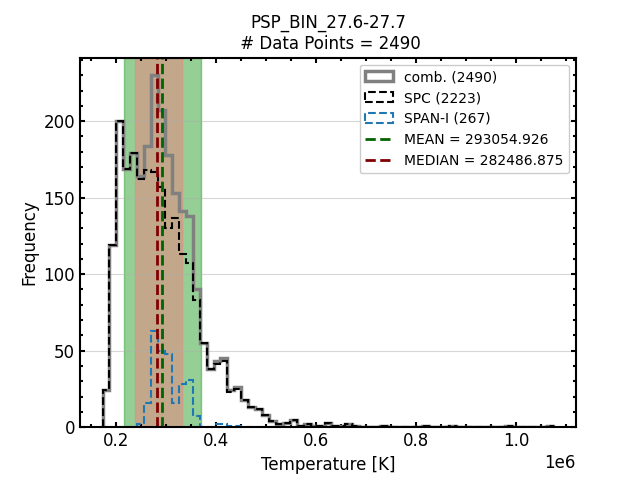 PSP_BIN_27.6-27.7
# Data Points = 2490
comb. (2490)
SPC (2223)
SPAN-I (267)
MEAN = 293054.926
MEDIAN = 282486.875
Frequency
200
150
100
50
0
0.2 0.4 0.6 0.8 1.0
1e6
Temperature [K]